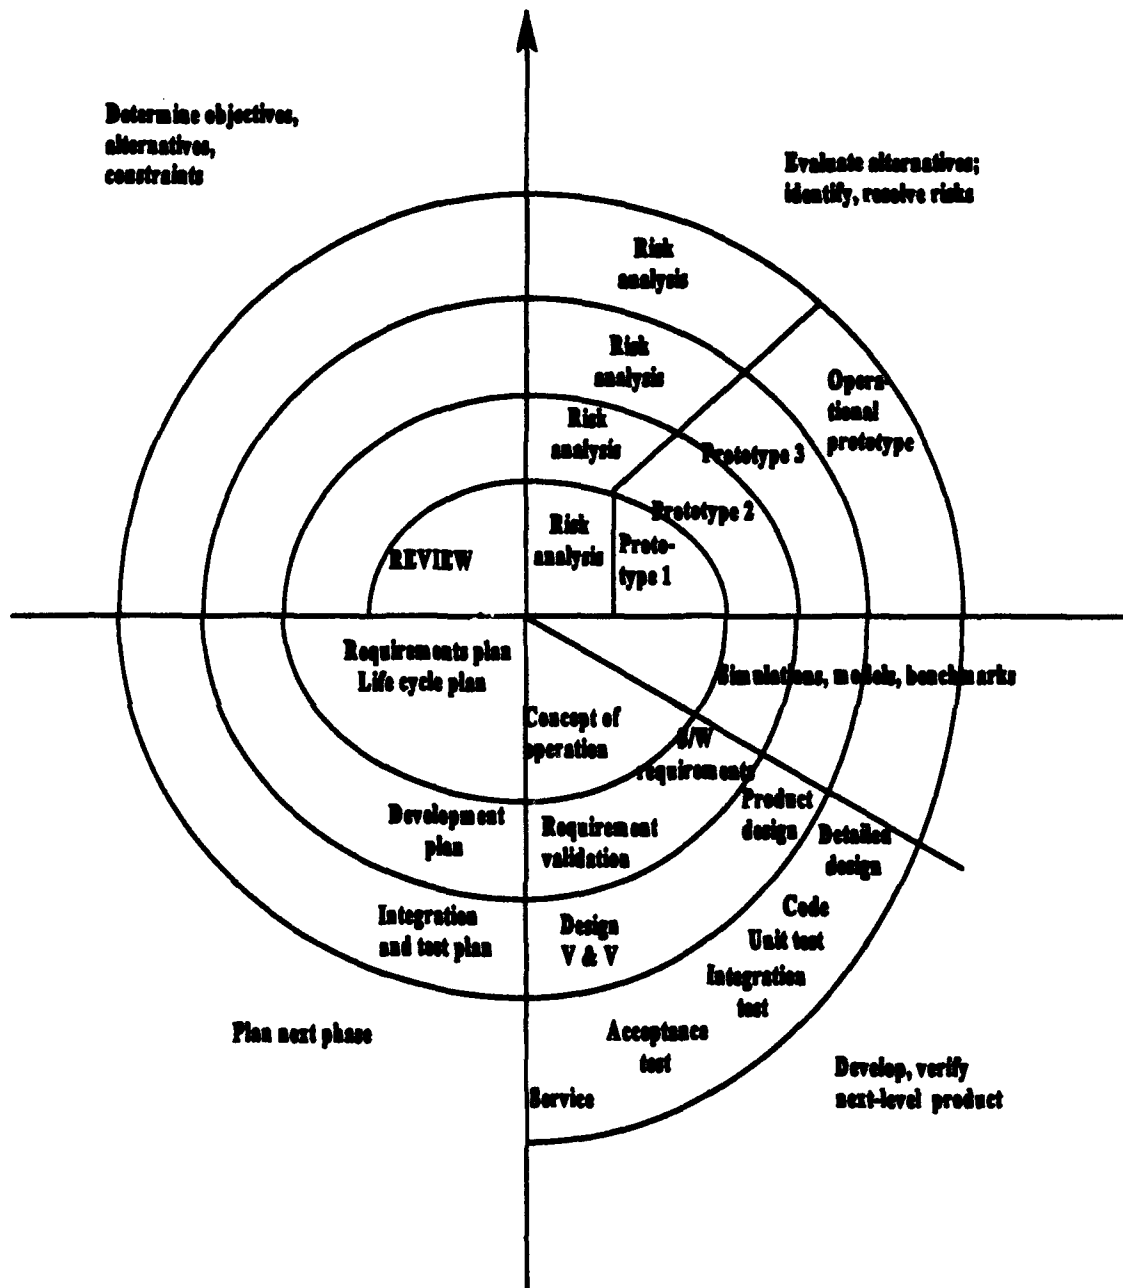 Determine objectives,
alternatives,
constraints
Evaluate alternatives;
identify, resolve risks
Risk
analysis
Risk
analysis
Opera-
tional
prototype
Risk
analysis
Prototype 3
Prototype 2
Risk
analysis
Proto-
type 1
REVIEW
Requirements plan
Life cycle plan
Simulations, models, benchmarks
Concept of
operation
S/W
requirements
Product
design
Detailed
design
Development
plan
Requirement
validation
Integration
and test plan
Design
V & V
Code
Unit test
Integration
test
Acceptance
test
Plan next phase
Service
Develop, verify
next-level product